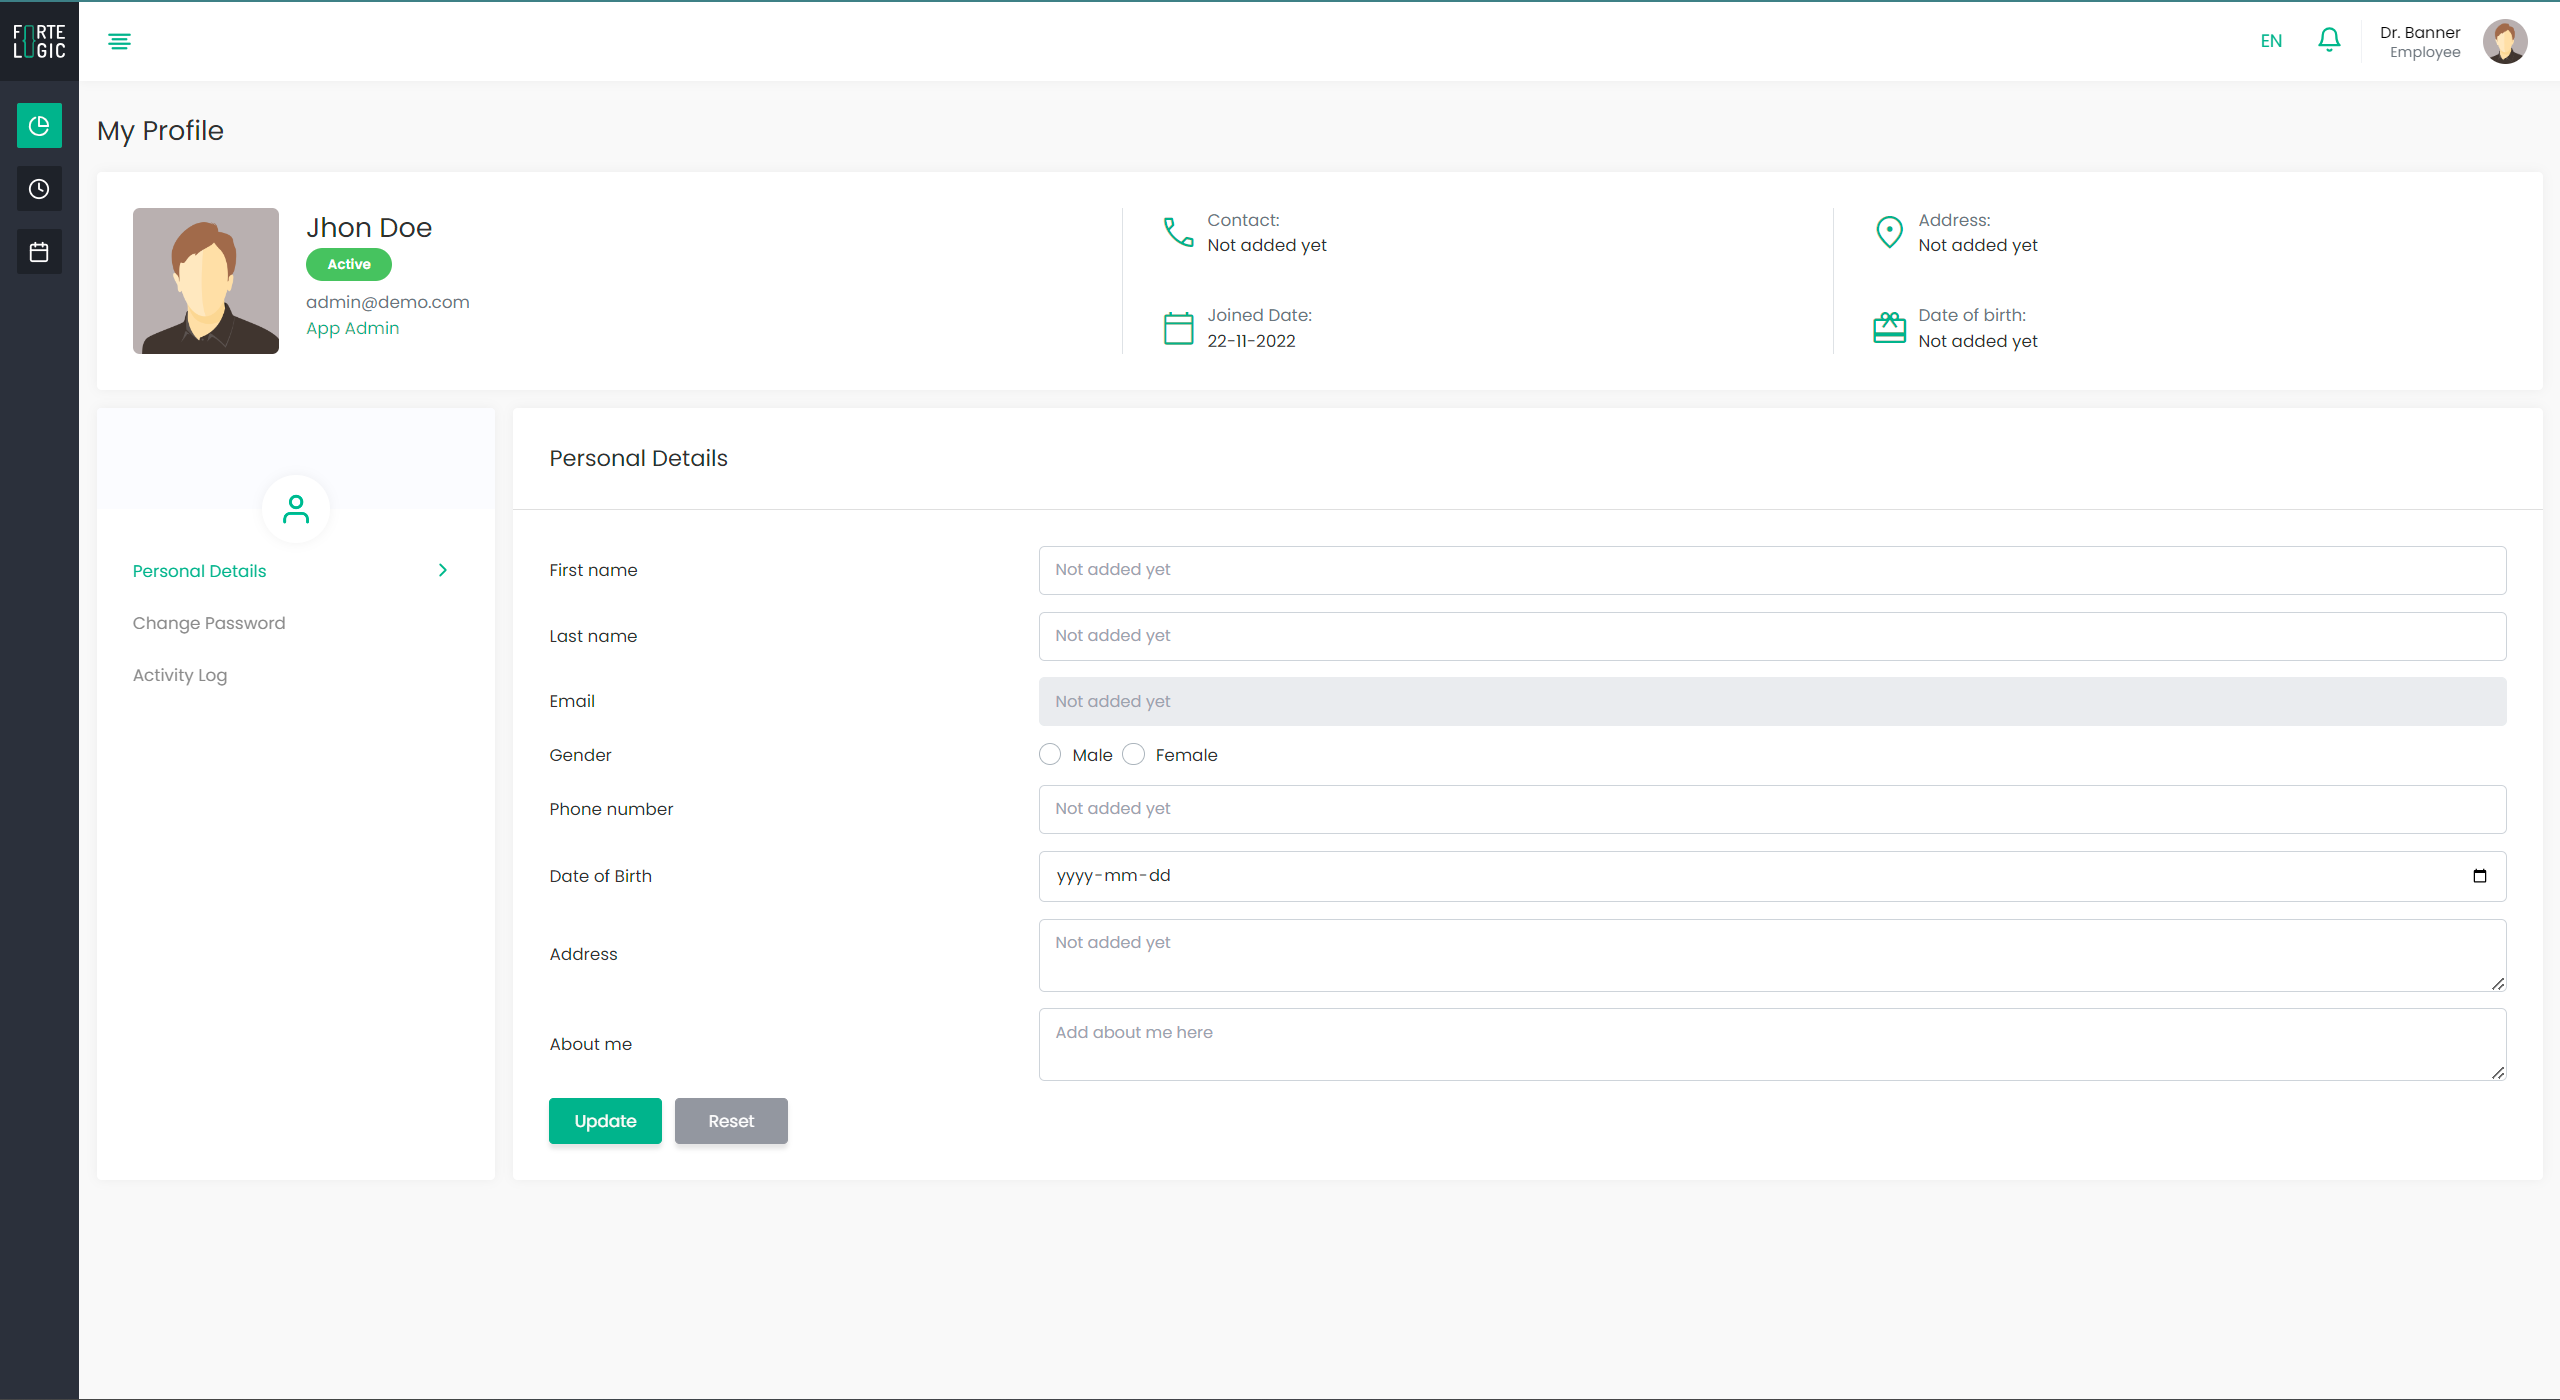 FORTE
LOGIC
EN
Dr. Banner
Employee
My Profile
Jhon Doe
Active
admin@demo.com
App Admin
Contact:
Not added yet
Joined Date:
22-11-2022
Address:
Not added yet
Date of birth:
Not added yet
Personal Details
Change Password
Activity Log
Personal Details
First name
Not added yet
Last name
Not added yet
Email
Not added yet
Gender
Male Female
Phone number
Not added yet
Date of Birth
yyyy-mm-dd
Address
Not added yet
About me
Add about me here
Update Reset